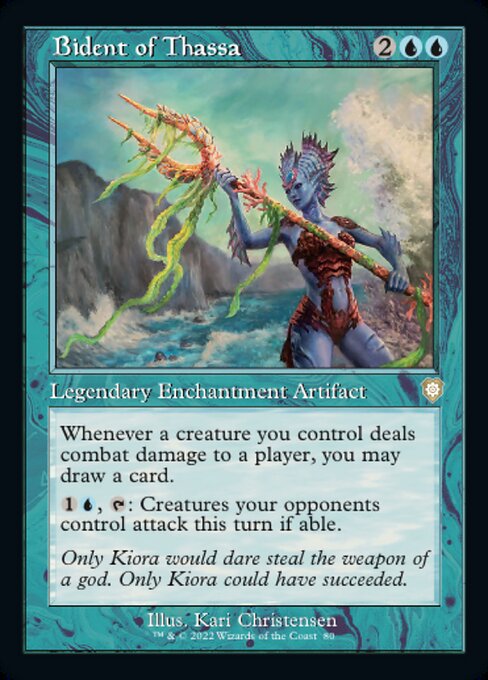 Bident of Thassa 2
Legendary Enchantment Artifact
Whenever a creature you control deals
combat damage to a player, you may
draw a card.
1 , : Creatures your opponents
control attack this turn if able.
Only Kiora would dare steal the weapon of
a god. Only Kiora could have succeeded.
Illus. Kari Christensen
™ & © 2022 Wizards of the Coast 80